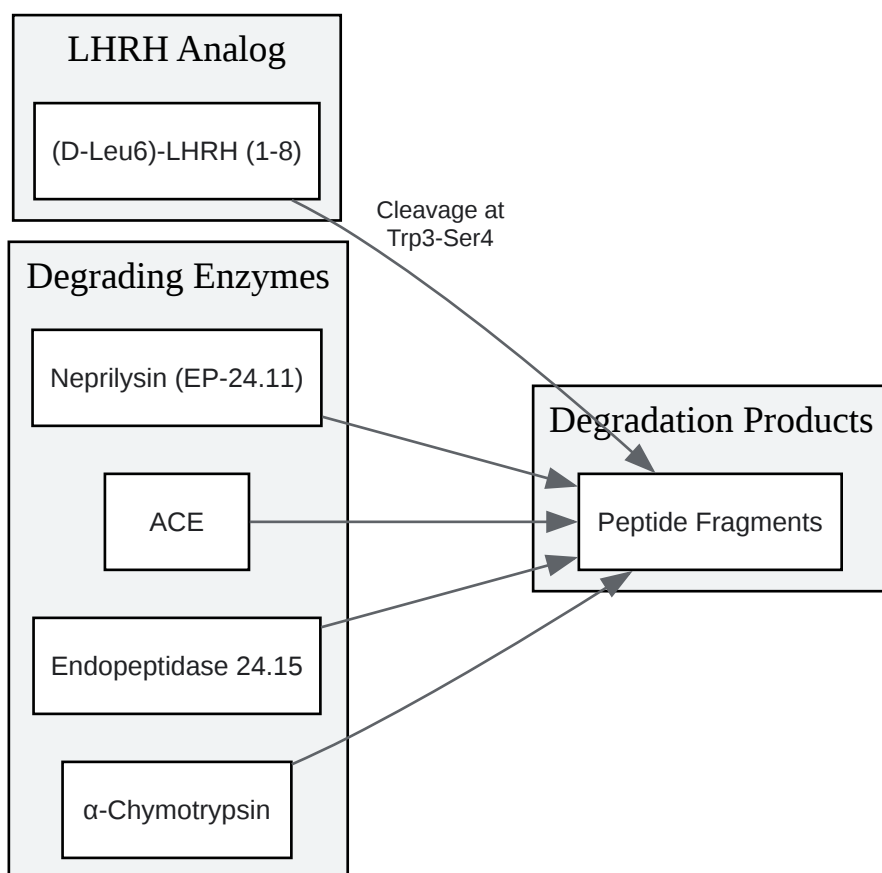 LHRH Analog
(D-Leu6)-LHRH (1-8)
Cleavage at
Trp3-Ser4
Degrading Enzymes
Neprilysin (EP-24.11)
ACE
Endopeptidase 24.15
α-Chymotrypsin
Degradation Products
Peptide Fragments